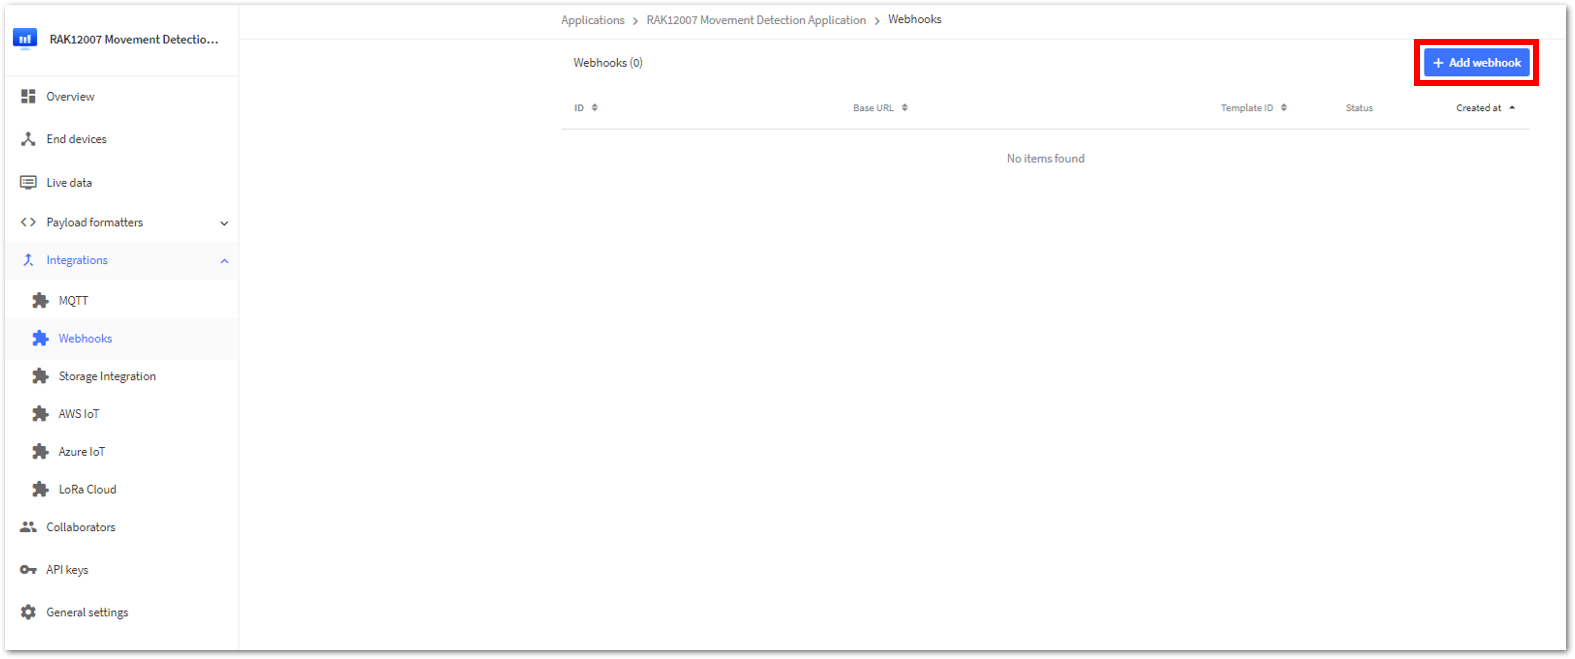 RAK12007 Movement Detectio...
Overview
End devices
Live data
Payload formatters
Integrations
MQTT
Webhooks
Storage Integration
AWS IoT
Azure IoT
LoRa Cloud
Collaborators
API keys
General settings
Applications > RAK12007 Movement Detection Application > Webhooks
Webhooks (0)
+ Add webhook
ID Base URL Template ID Status Created at
No items found